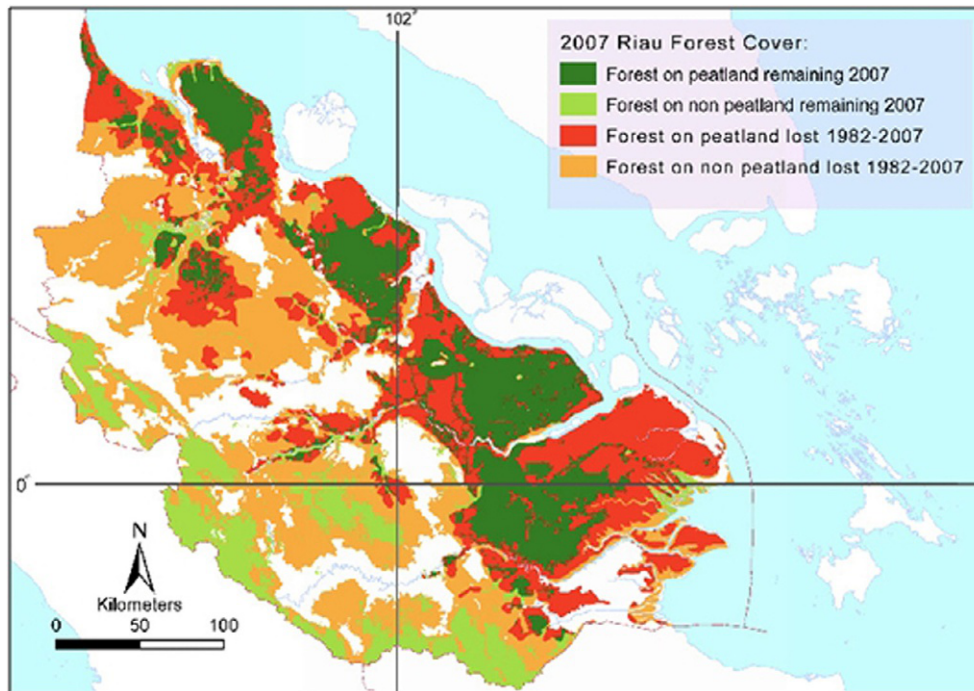 102°
2007 Riau Forest Cover:
Forest on peatland remaining 2007
Forest on non peatland remaining 2007
Forest on peatland lost 1982-2007
Forest on non peatland lost 1982-2007
0°
N
Kilometers
0 50 100